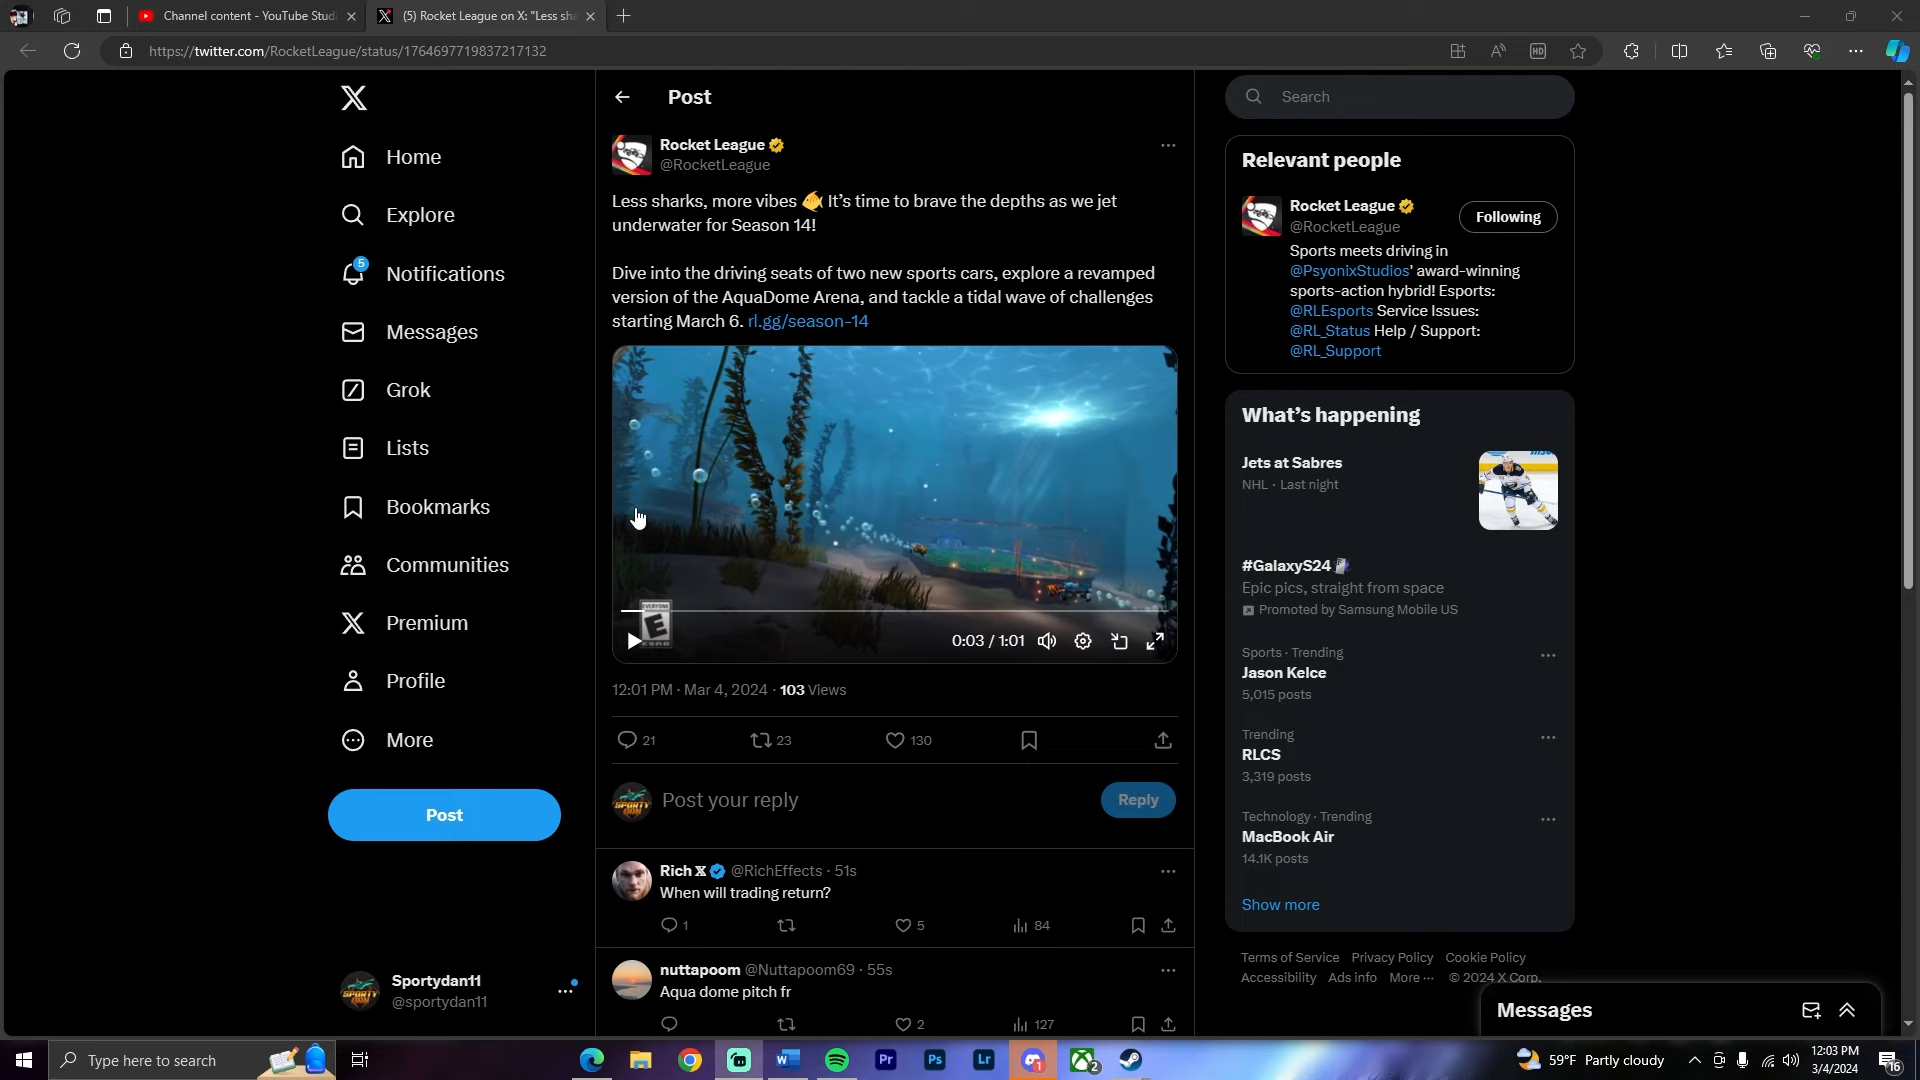 Channel content - YouTube Studi
(5) Rocket League on X: "Less sha
https://twitter.com/RocketLeague/status/1764697719837217132
Home
Explore
5
Notifications
Messages
Grok
Lists
Bookmarks
Communities
Premium
Profile
More
Post
Sportydan11
@sportydan11
Post
Rocket League
@RocketLeague
Less sharks, more vibes 🐠 It's time to brave the depths as we jet
underwater for Season 14!
Dive into the driving seats of two new sports cars, explore a revamped
version of the AquaDome Arena, and tackle a tidal wave of challenges
starting March 6. rl.gg/season-14
EVERYONE
E
ESRB
0:03 / 1:01
12:01 PM · Mar 4, 2024 · 103 Views
21 23 130
Post your reply
Reply
Rich X @RichEffects · 51s
When will trading return?
1 5 84
nuttapoom @Nuttapoom69 · 55s
Aqua dome pitch fr
2 127
Search
Relevant people
Rocket League
@RocketLeague
Following
Sports meets driving in
@PsyonixStudios' award-winning
sports-action hybrid! Esports:
@RLEsports Service Issues:
@RL_Status Help / Support:
@RL_Support
What's happening
Jets at Sabres
NHL · Last night
#GalaxyS24
Epic pics, straight from space
Promoted by Samsung Mobile US
Sports · Trending
Jason Kelce
5,015 posts
Trending
RLCS
3,319 posts
Technology · Trending
MacBook Air
14.1K posts
Show more
Terms of Service Privacy Policy Cookie Policy
Accessibility Ads info More ··· © 2024 X Corp.
Messages
Type here to search
59°F Partly cloudy
12:03 PM
3/4/2024
16